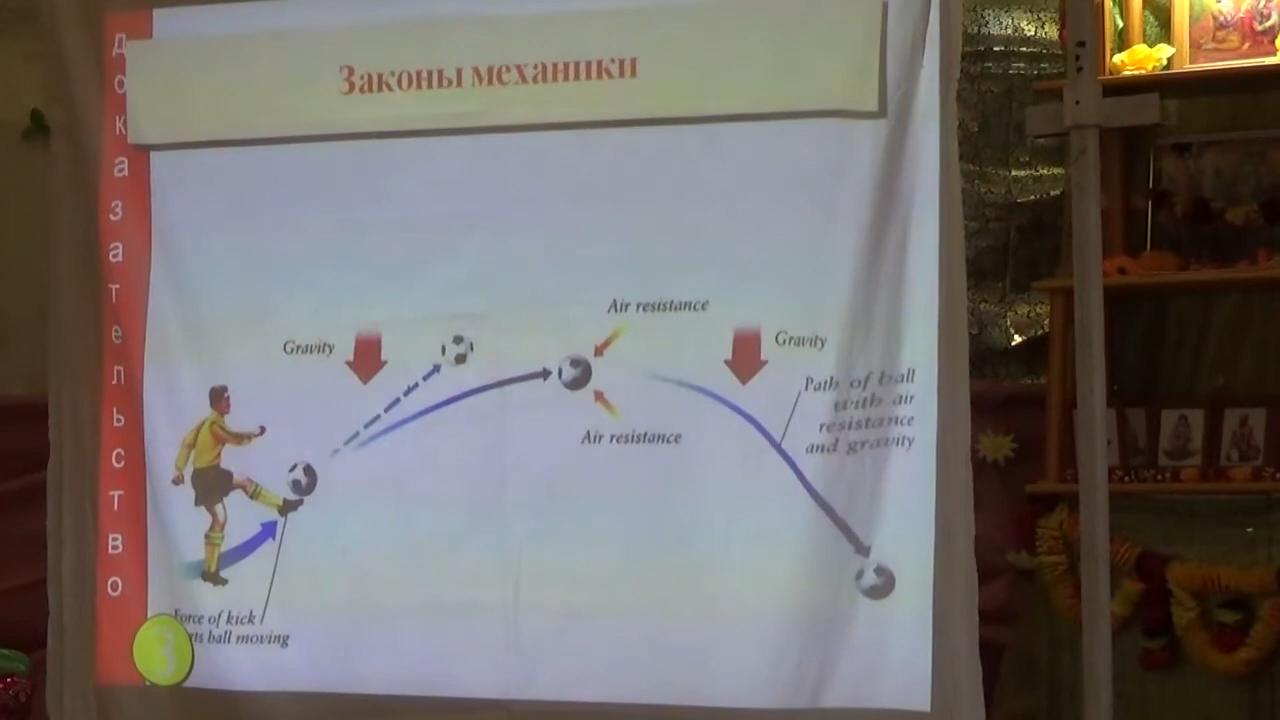 Законы механики
доказательство
Air resistance
Gravity
Gravity
Path of ball
with air
resistance
and gravity
Air resistance
Force of kick
ball moving
3